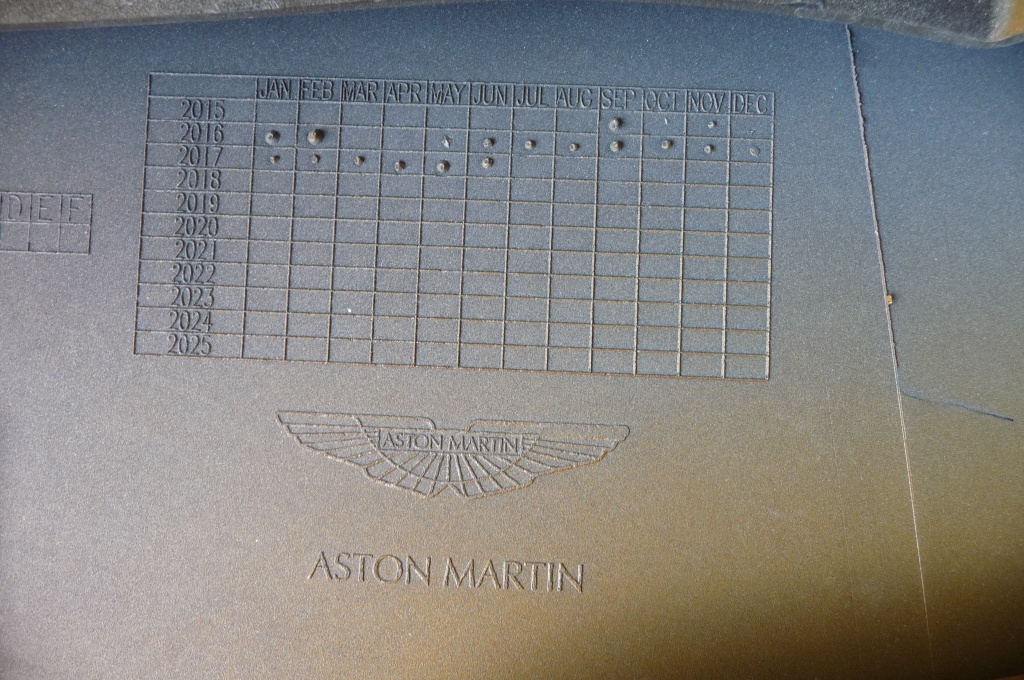 JAN FEB MAR APR MAY JUN JUL AUG SEP OCT NOV DEC
2015
2016
2017
2018
2019
2020
2021
2022
2023
2024
2025
D E F
ASTON MARTIN
ASTON MARTIN